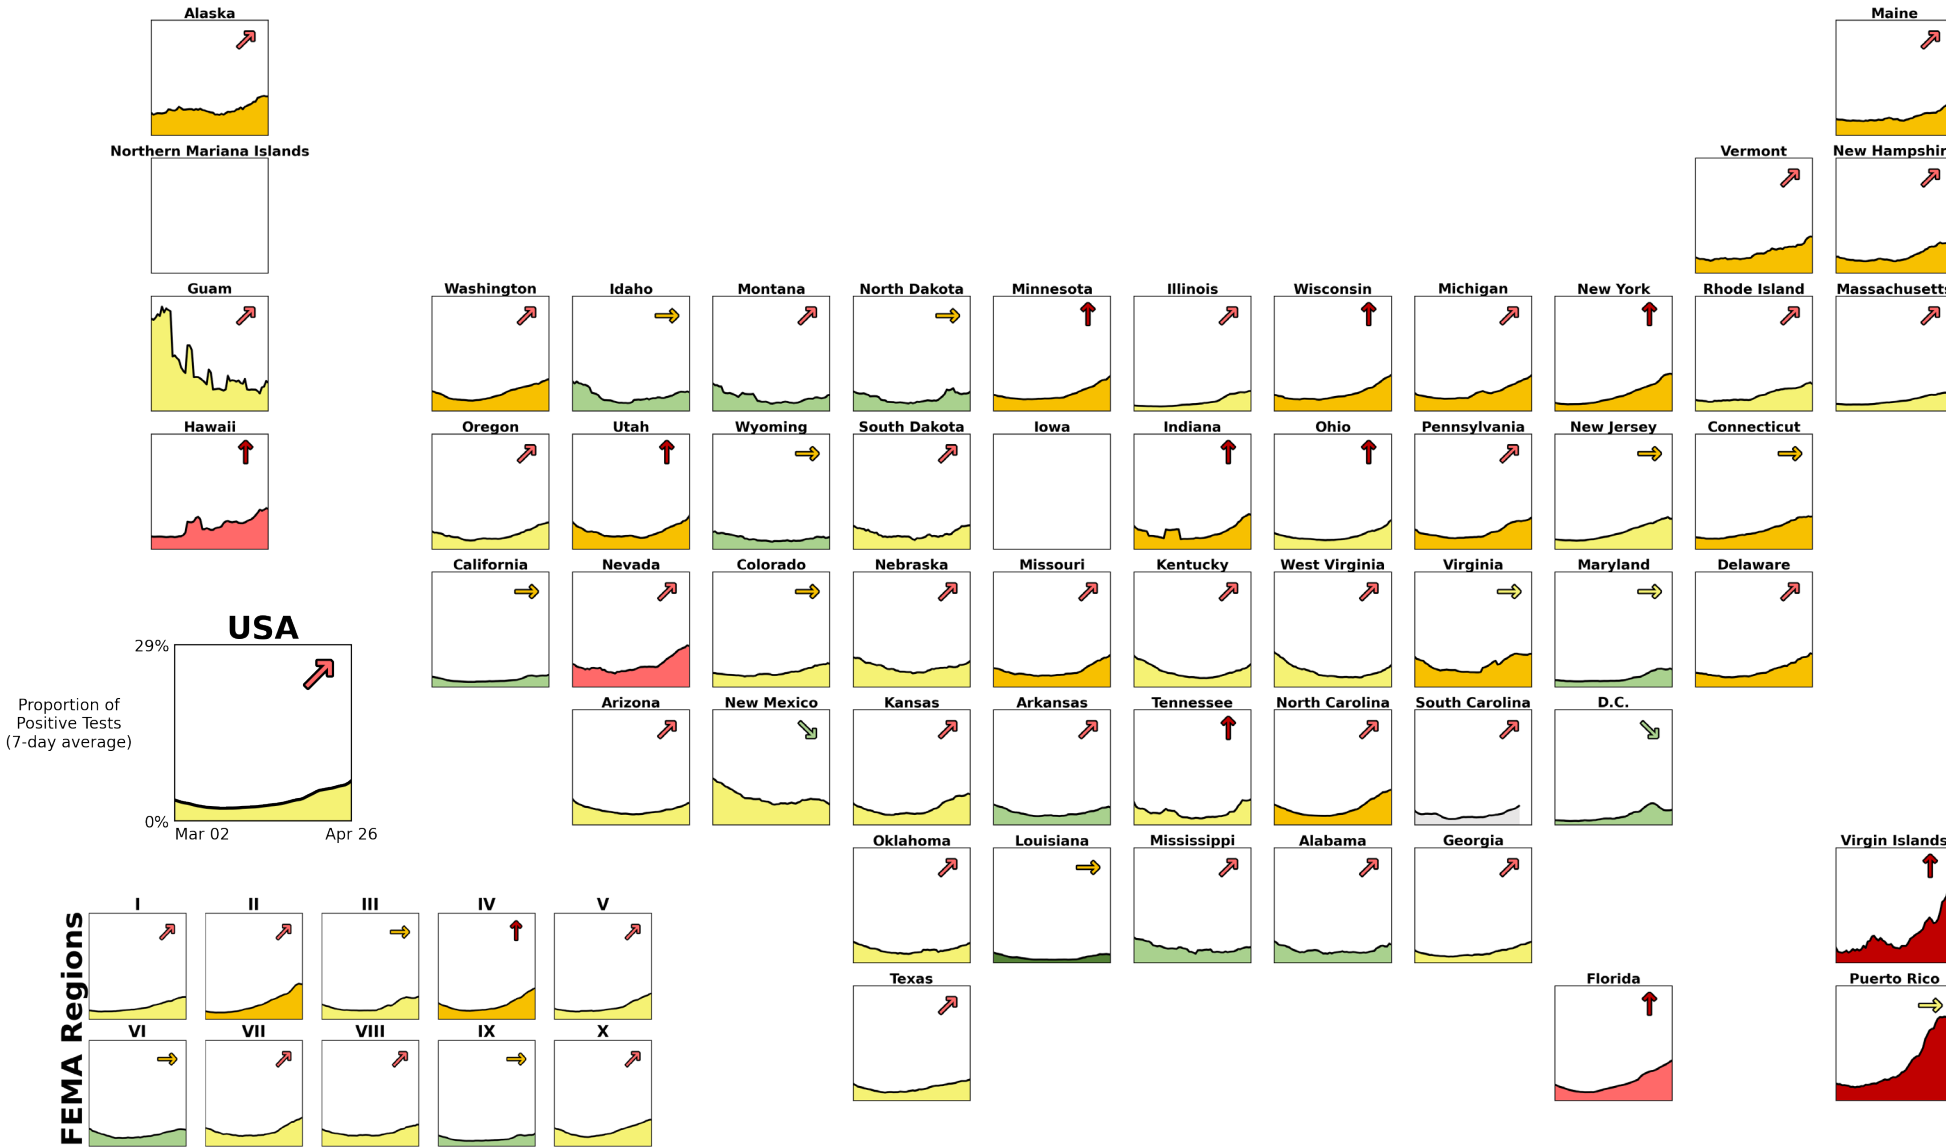 Alaska
Maine
Northern Mariana Islands
Vermont
New Hampshir
Guam
Washington
Idaho
Montana
North Dakota
Minnesota
Illinois
Wisconsin
Michigan
New York
Rhode Island
Massachusetts
Hawaii
Oregon
Utah
Wyoming
South Dakota
Iowa
Indiana
Ohio
Pennsylvania
New Jersey
Connecticut
California
Nevada
Colorado
Nebraska
Missouri
Kentucky
West Virginia
Virginia
Maryland
Delaware
USA
29%
Proportion of
Positive Tests
(7-day average)
0%
Mar 02
Apr 26
Arizona
New Mexico
Kansas
Arkansas
Tennessee
North Carolina
South Carolina
D.C.
Oklahoma
Louisiana
Mississippi
Alabama
Georgia
Virgin Islands
FEMA Regions
I
II
III
IV
V
VI
VII
VIII
IX
X
Texas
Florida
Puerto Rico